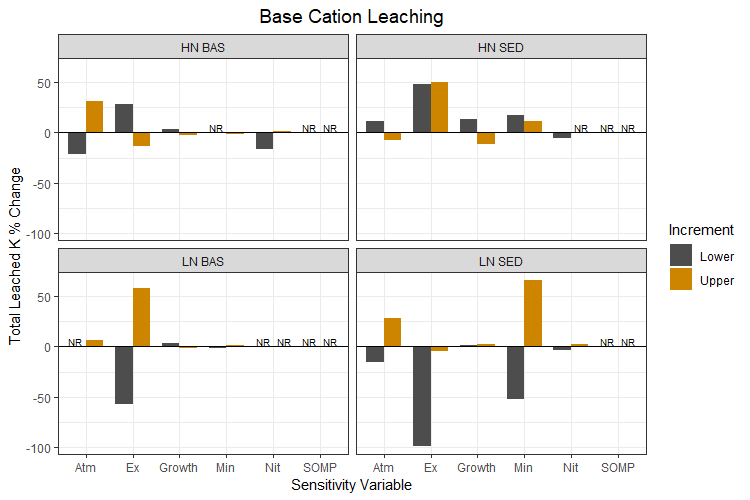 Base Cation Leaching
HN BAS
HN SED
50
0
-50
-100
NR
NR NR
NR
NR NR
LN BAS
LN SED
50
0
-50
-100
NR
NR NR NR NR
NR NR
Atm Ex Growth Min Nit SOMP
Atm Ex Growth Min Nit SOMP
Sensitivity Variable
Total Leached K % Change
Increment
Lower
Upper